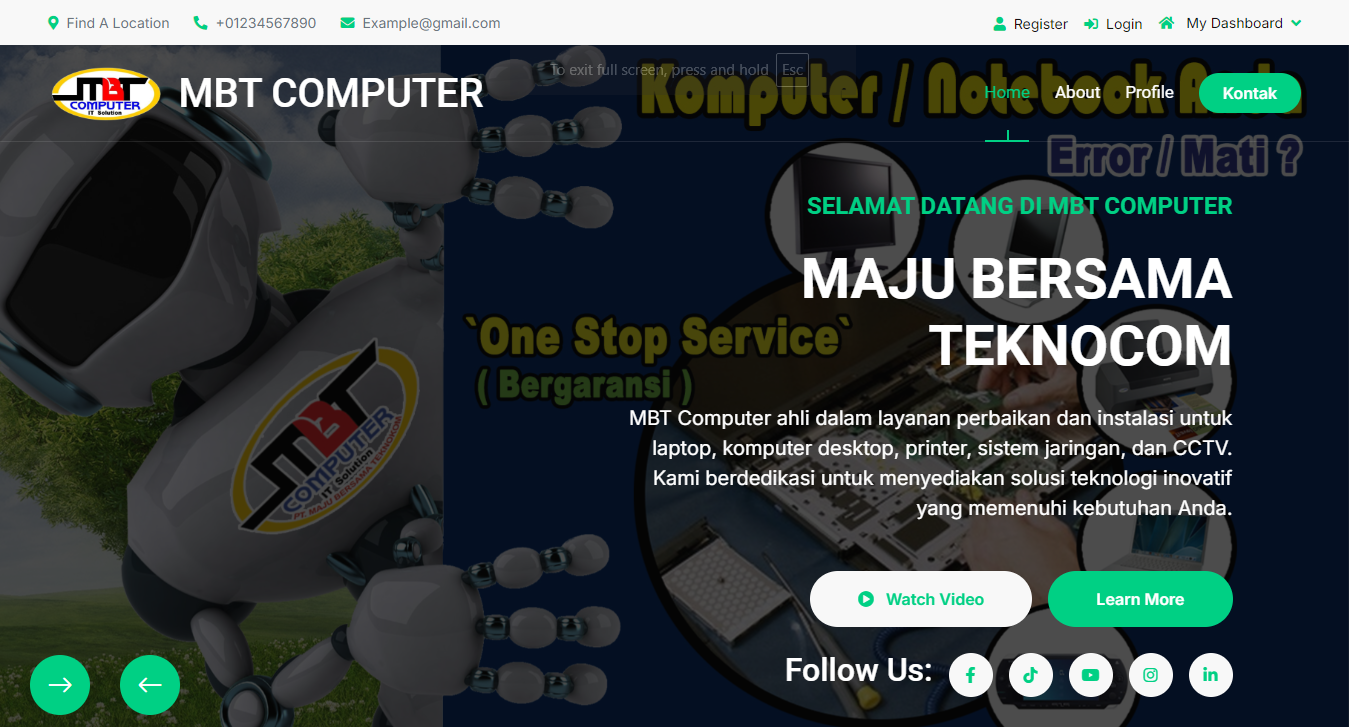 Find A Location +01234567890 Example@gmail.com Register Login My Dashboard
To exit full screen, press and hold Esc
MBT
COMPUTER
IT Solution
MBT COMPUTER
Home About Profile Kontak
Komputer / Notebook
Error / Mati ?
SELAMAT DATANG DI MBT COMPUTER
MAJU BERSAMA
TEKNOCOM
`One Stop Service`
( Bergaransi )
MBT
COMPUTER
IT Solution
PT. MAJU BERSAMA TEKNOKOM
MBT Computer ahli dalam layanan perbaikan dan instalasi untuk
laptop, komputer desktop, printer, sistem jaringan, dan CCTV.
Kami berdedikasi untuk menyediakan solusi teknologi inovatif
yang memenuhi kebutuhan Anda.
Watch Video Learn More
Follow Us: